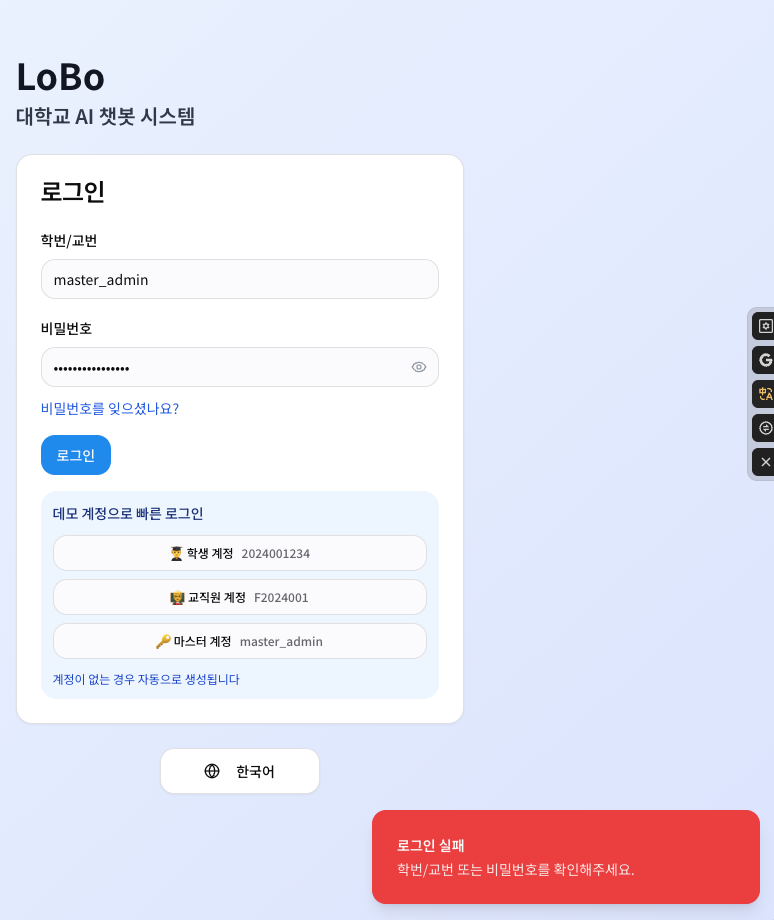 LoBo
대학교 AI 챗봇 시스템
로그인
학번/교번
master_admin
비밀번호
••••••••••••••••
비밀번호를 잊으셨나요?
로그인
데모 계정으로 빠른 로그인
👨‍🎓 학생 계정 2024001234
👩‍🏫 교직원 계정 F2024001
🔑 마스터 계정 master_admin
계정이 없는 경우 자동으로 생성됩니다
한국어
로그인 실패
학번/교번 또는 비밀번호를 확인해주세요.
G
中A